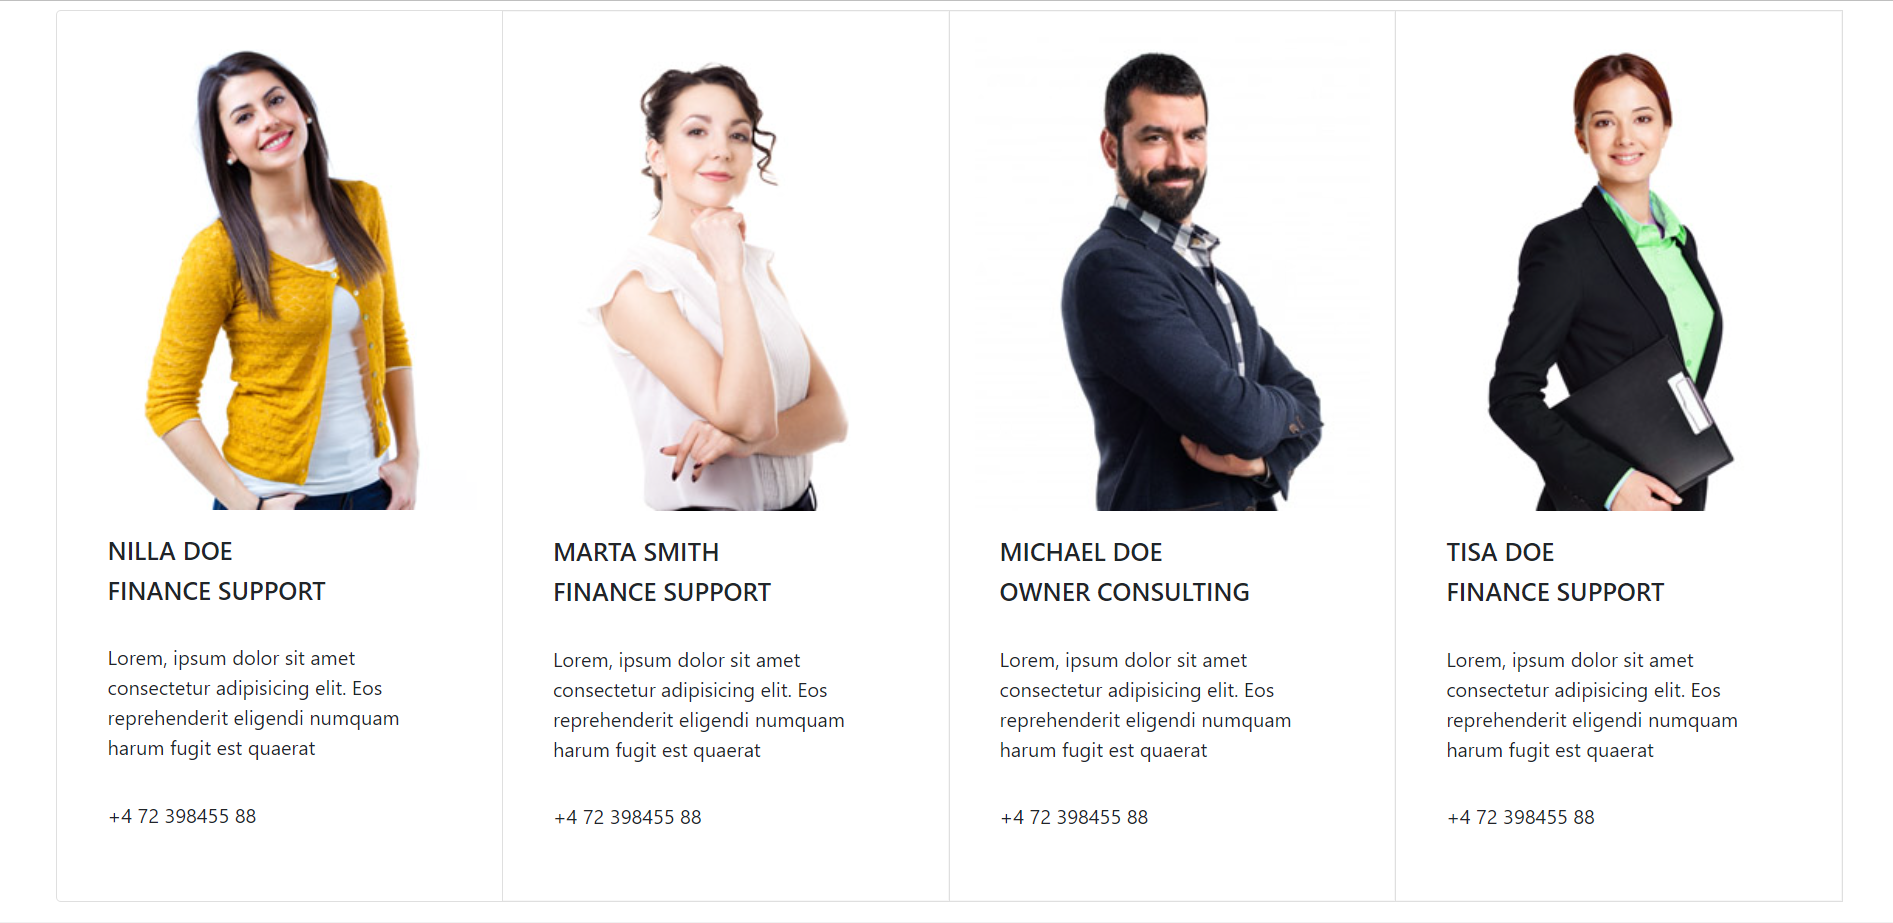 NILLA DOE
FINANCE SUPPORT
Lorem, ipsum dolor sit amet
consectetur adipisicing elit. Eos
reprehenderit eligendi numquam
harum fugit est quaerat
+4 72 398455 88
MARTA SMITH
FINANCE SUPPORT
Lorem, ipsum dolor sit amet
consectetur adipisicing elit. Eos
reprehenderit eligendi numquam
harum fugit est quaerat
+4 72 398455 88
MICHAEL DOE
OWNER CONSULTING
Lorem, ipsum dolor sit amet
consectetur adipisicing elit. Eos
reprehenderit eligendi numquam
harum fugit est quaerat
+4 72 398455 88
TISA DOE
FINANCE SUPPORT
Lorem, ipsum dolor sit amet
consectetur adipisicing elit. Eos
reprehenderit eligendi numquam
harum fugit est quaerat
+4 72 398455 88